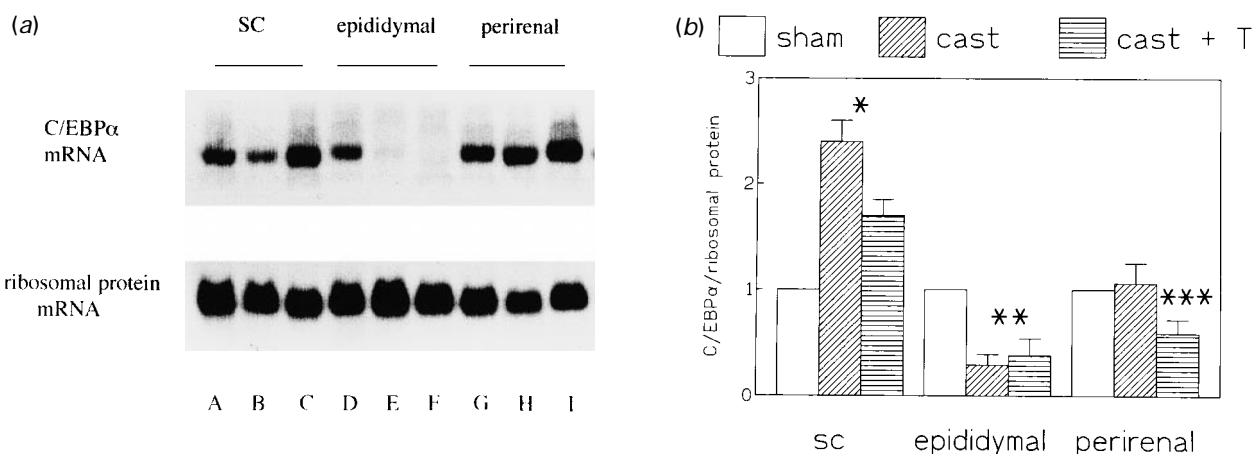 (a)
SC epididymal perirenal
C/EBPα
mRNA
ribosomal protein
mRNA
A B C D E F G H I
(b) sham cast cast + T
C/EBPα/ribosomal protein
3
2
1
0
*
**
***
sc epididymal perirenal